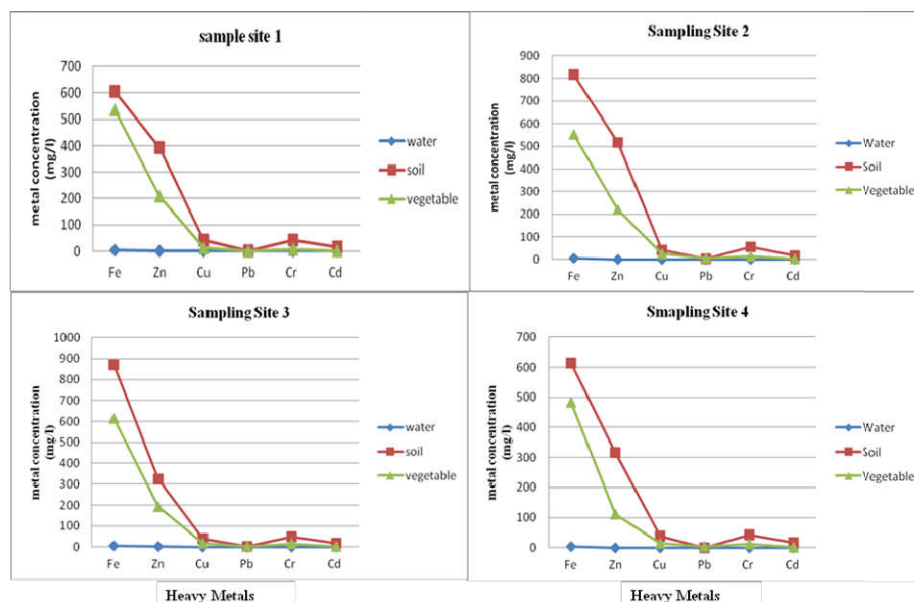 sample site 1
metal concentration
(mg/l)
700
600
500
400
300
200
100
0
Fe Zn Cu Pb Cr Cd
water
soil
vegetable
Sampling Site 2
metal concentration
(mg/l)
900
800
700
600
500
400
300
200
100
0
Fe Zn Cu Pb Cr Cd
Water
Soil
Vegetable
Sampling Site 3
metal concentration
(mg/l)
1000
900
800
700
600
500
400
300
200
100
0
Fe Zn Cu Pb Cr Cd
water
soil
vegetable
Heavy Metals
Smapling Site 4
metal concentration
(mg/l)
700
600
500
400
300
200
100
0
Fe Zn Cu Pb Cr Cd
Water
Soil
Vegetable
Heavy Metals